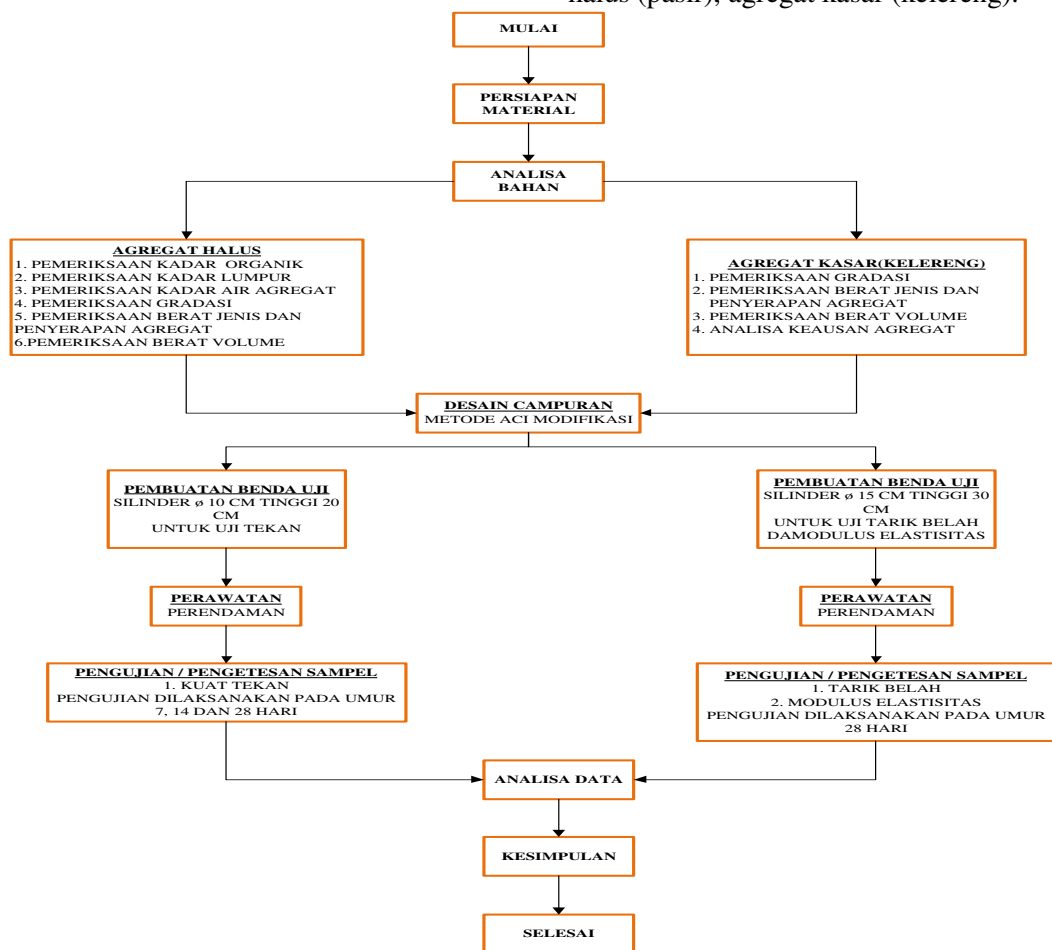 halus (pasir), agregat kasar (kelereng).
MULAI
PERSIAPAN
MATERIAL
ANALISA
BAHAN
AGREGAT HALUS
1. PEMERIKSAAN KADAR ORGANIK
2. PEMERIKSAAN KADAR LUMPUR
3. PEMERIKSAAN KADAR AIR AGREGAT
4. PEMERIKSAAN GRADASI
5. PEMERIKSAAN BERAT JENIS DAN
PENYERAPAN AGREGAT
6.PEMERIKSAAN BERAT VOLUME
AGREGAT KASAR(KELERENG)
1. PEMERIKSAAN GRADASI
2. PEMERIKSAAN BERAT JENIS DAN
PENYERAPAN AGREGAT
3. PEMERIKSAAN BERAT VOLUME
4. ANALISA KEAUSAN AGREGAT
DESAIN CAMPURAN
METODE ACI MODIFIKASI
PEMBUATAN BENDA UJI
SILINDER ø 10 CM TINGGI 20
CM
UNTUK UJI TEKAN
PEMBUATAN BENDA UJI
SILINDER ø 15 CM TINGGI 30
CM
UNTUK UJI TARIK BELAH
DAMODULUS ELASTISITAS
PERAWATAN
PERENDAMAN
PERAWATAN
PERENDAMAN
PENGUJIAN / PENGETESAN SAMPEL
1. KUAT TEKAN
PENGUJIAN DILAKSANAKAN PADA UMUR
7, 14 DAN 28 HARI
PENGUJIAN / PENGETESAN SAMPEL
1. TARIK BELAH
2. MODULUS ELASTISITAS
PENGUJIAN DILAKSANAKAN PADA UMUR
28 HARI
ANALISA DATA
KESIMPULAN
SELESAI